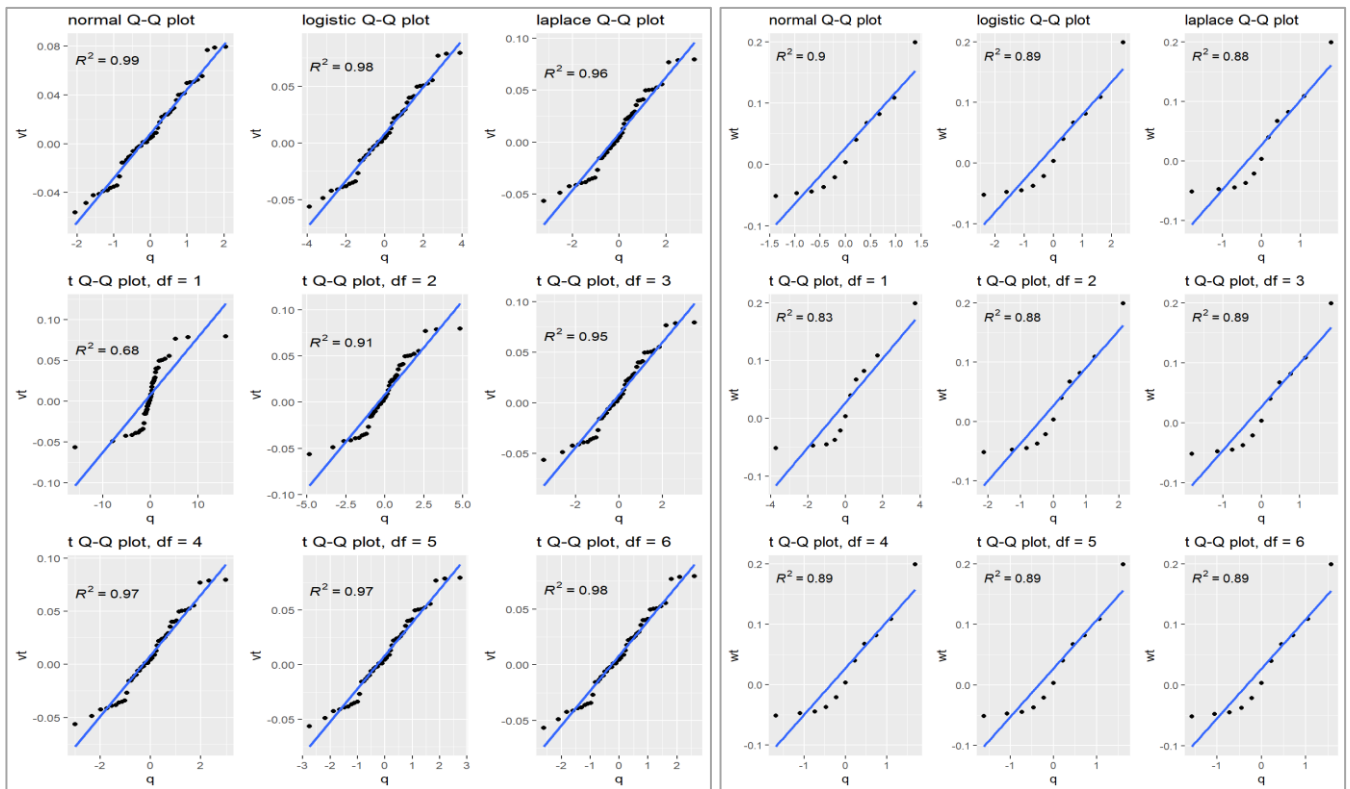 normal Q-Q plot
logistic Q-Q plot
laplace Q-Q plot
R² = 0.99
R² = 0.98
R² = 0.96
0.08
0.04
0.00
-0.04
vt
-2 -1 0 1 2
q
0.05
0.00
-0.05
vt
-4 -2 0 2 4
q
0.10
0.05
0.00
-0.05
vt
-2 0 2
q
t Q-Q plot, df = 1
t Q-Q plot, df = 2
t Q-Q plot, df = 3
R² = 0.68
R² = 0.91
R² = 0.95
0.10
0.05
0.00
-0.05
-0.10
vt
-10 0 10
q
0.10
0.05
0.00
-0.05
-0.10
vt
-5.0 -2.5 0.0 2.5 5.0
q
0.10
0.05
0.00
-0.05
vt
-2 0 2
q
t Q-Q plot, df = 4
t Q-Q plot, df = 5
t Q-Q plot, df = 6
R² = 0.97
R² = 0.97
R² = 0.98
0.10
0.05
0.00
-0.05
vt
-3 -2 -1 0 1 2 3
q
0.05
0.00
-0.05
vt
-3 -2 -1 0 1 2 3
q
0.05
0.00
-0.05
vt
-2 -1 0 1 2
q
normal Q-Q plot
logistic Q-Q plot
laplace Q-Q plot
R² = 0.9
R² = 0.89
R² = 0.88
0.2
0.1
0.0
-0.1
wt
-1.5 -1.0 -0.5 0.0 0.5 1.0 1.5
q
0.2
0.1
0.0
-0.1
wt
-2 -1 0 1 2
q
0.2
0.1
0.0
-0.1
wt
-1 0 1
q
t Q-Q plot, df = 1
t Q-Q plot, df = 2
t Q-Q plot, df = 3
R² = 0.83
R² = 0.88
R² = 0.89
0.2
0.1
0.0
-0.1
wt
-4 -2 0 2 4
q
0.2
0.1
0.0
-0.1
wt
-2 -1 0 1 2
q
0.2
0.1
0.0
-0.1
wt
-1 0 1
q
t Q-Q plot, df = 4
t Q-Q plot, df = 5
t Q-Q plot, df = 6
R² = 0.89
R² = 0.89
R² = 0.89
0.2
0.1
0.0
-0.1
wt
-1 0 1
q
0.2
0.1
0.0
-0.1
wt
-1 0 1
q
0.2
0.1
0.0
-0.1
wt
-1 0 1
q